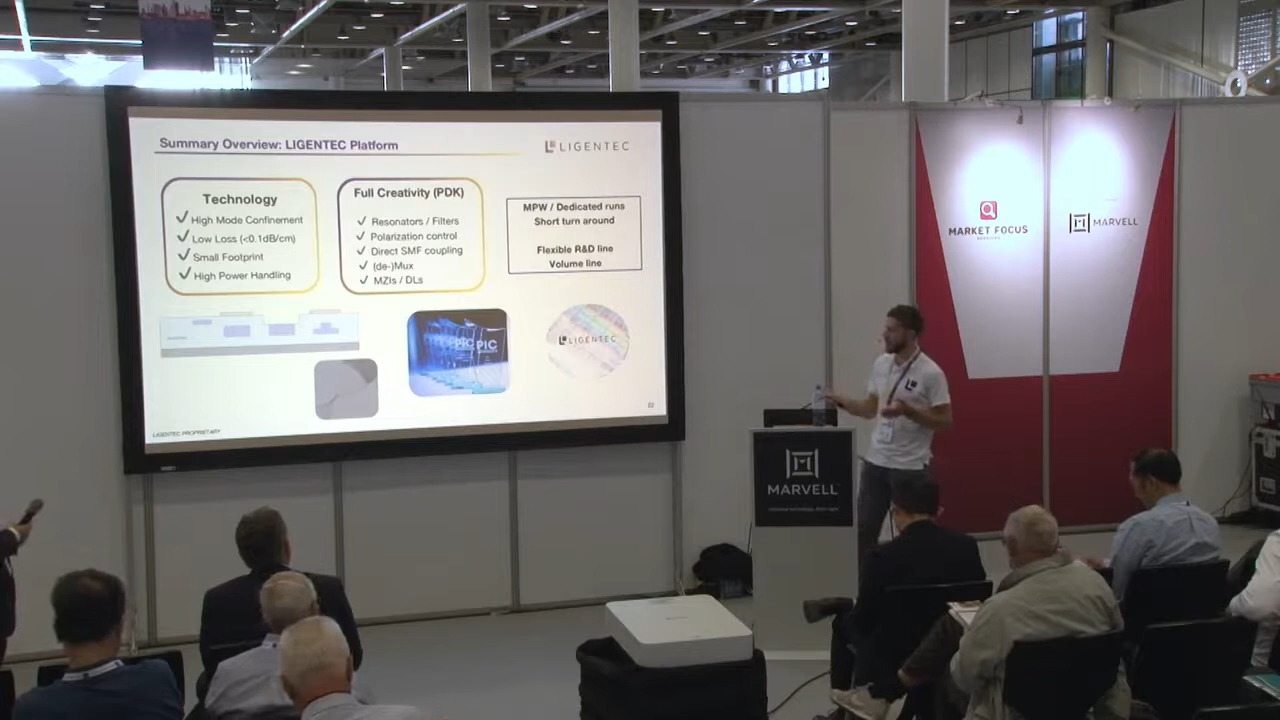 Summary Overview: LIGENTEC Platform
LIGENTEC
Technology
High Mode Confinement
Low Loss (<0.1dB/cm)
Small Footprint
High Power Handling
Full Creativity (PDK)
Resonators / Filters
Polarization control
Direct SMF coupling
(de-)Mux
MZIs / DLs
MPW / Dedicated runs
Short turn around
Flexible R&D line
Volume line
PIC PIC
LIGENTEC
LIGENTEC PROPRIETARY
MARKET FOCUS
MARVELL
MARVELL